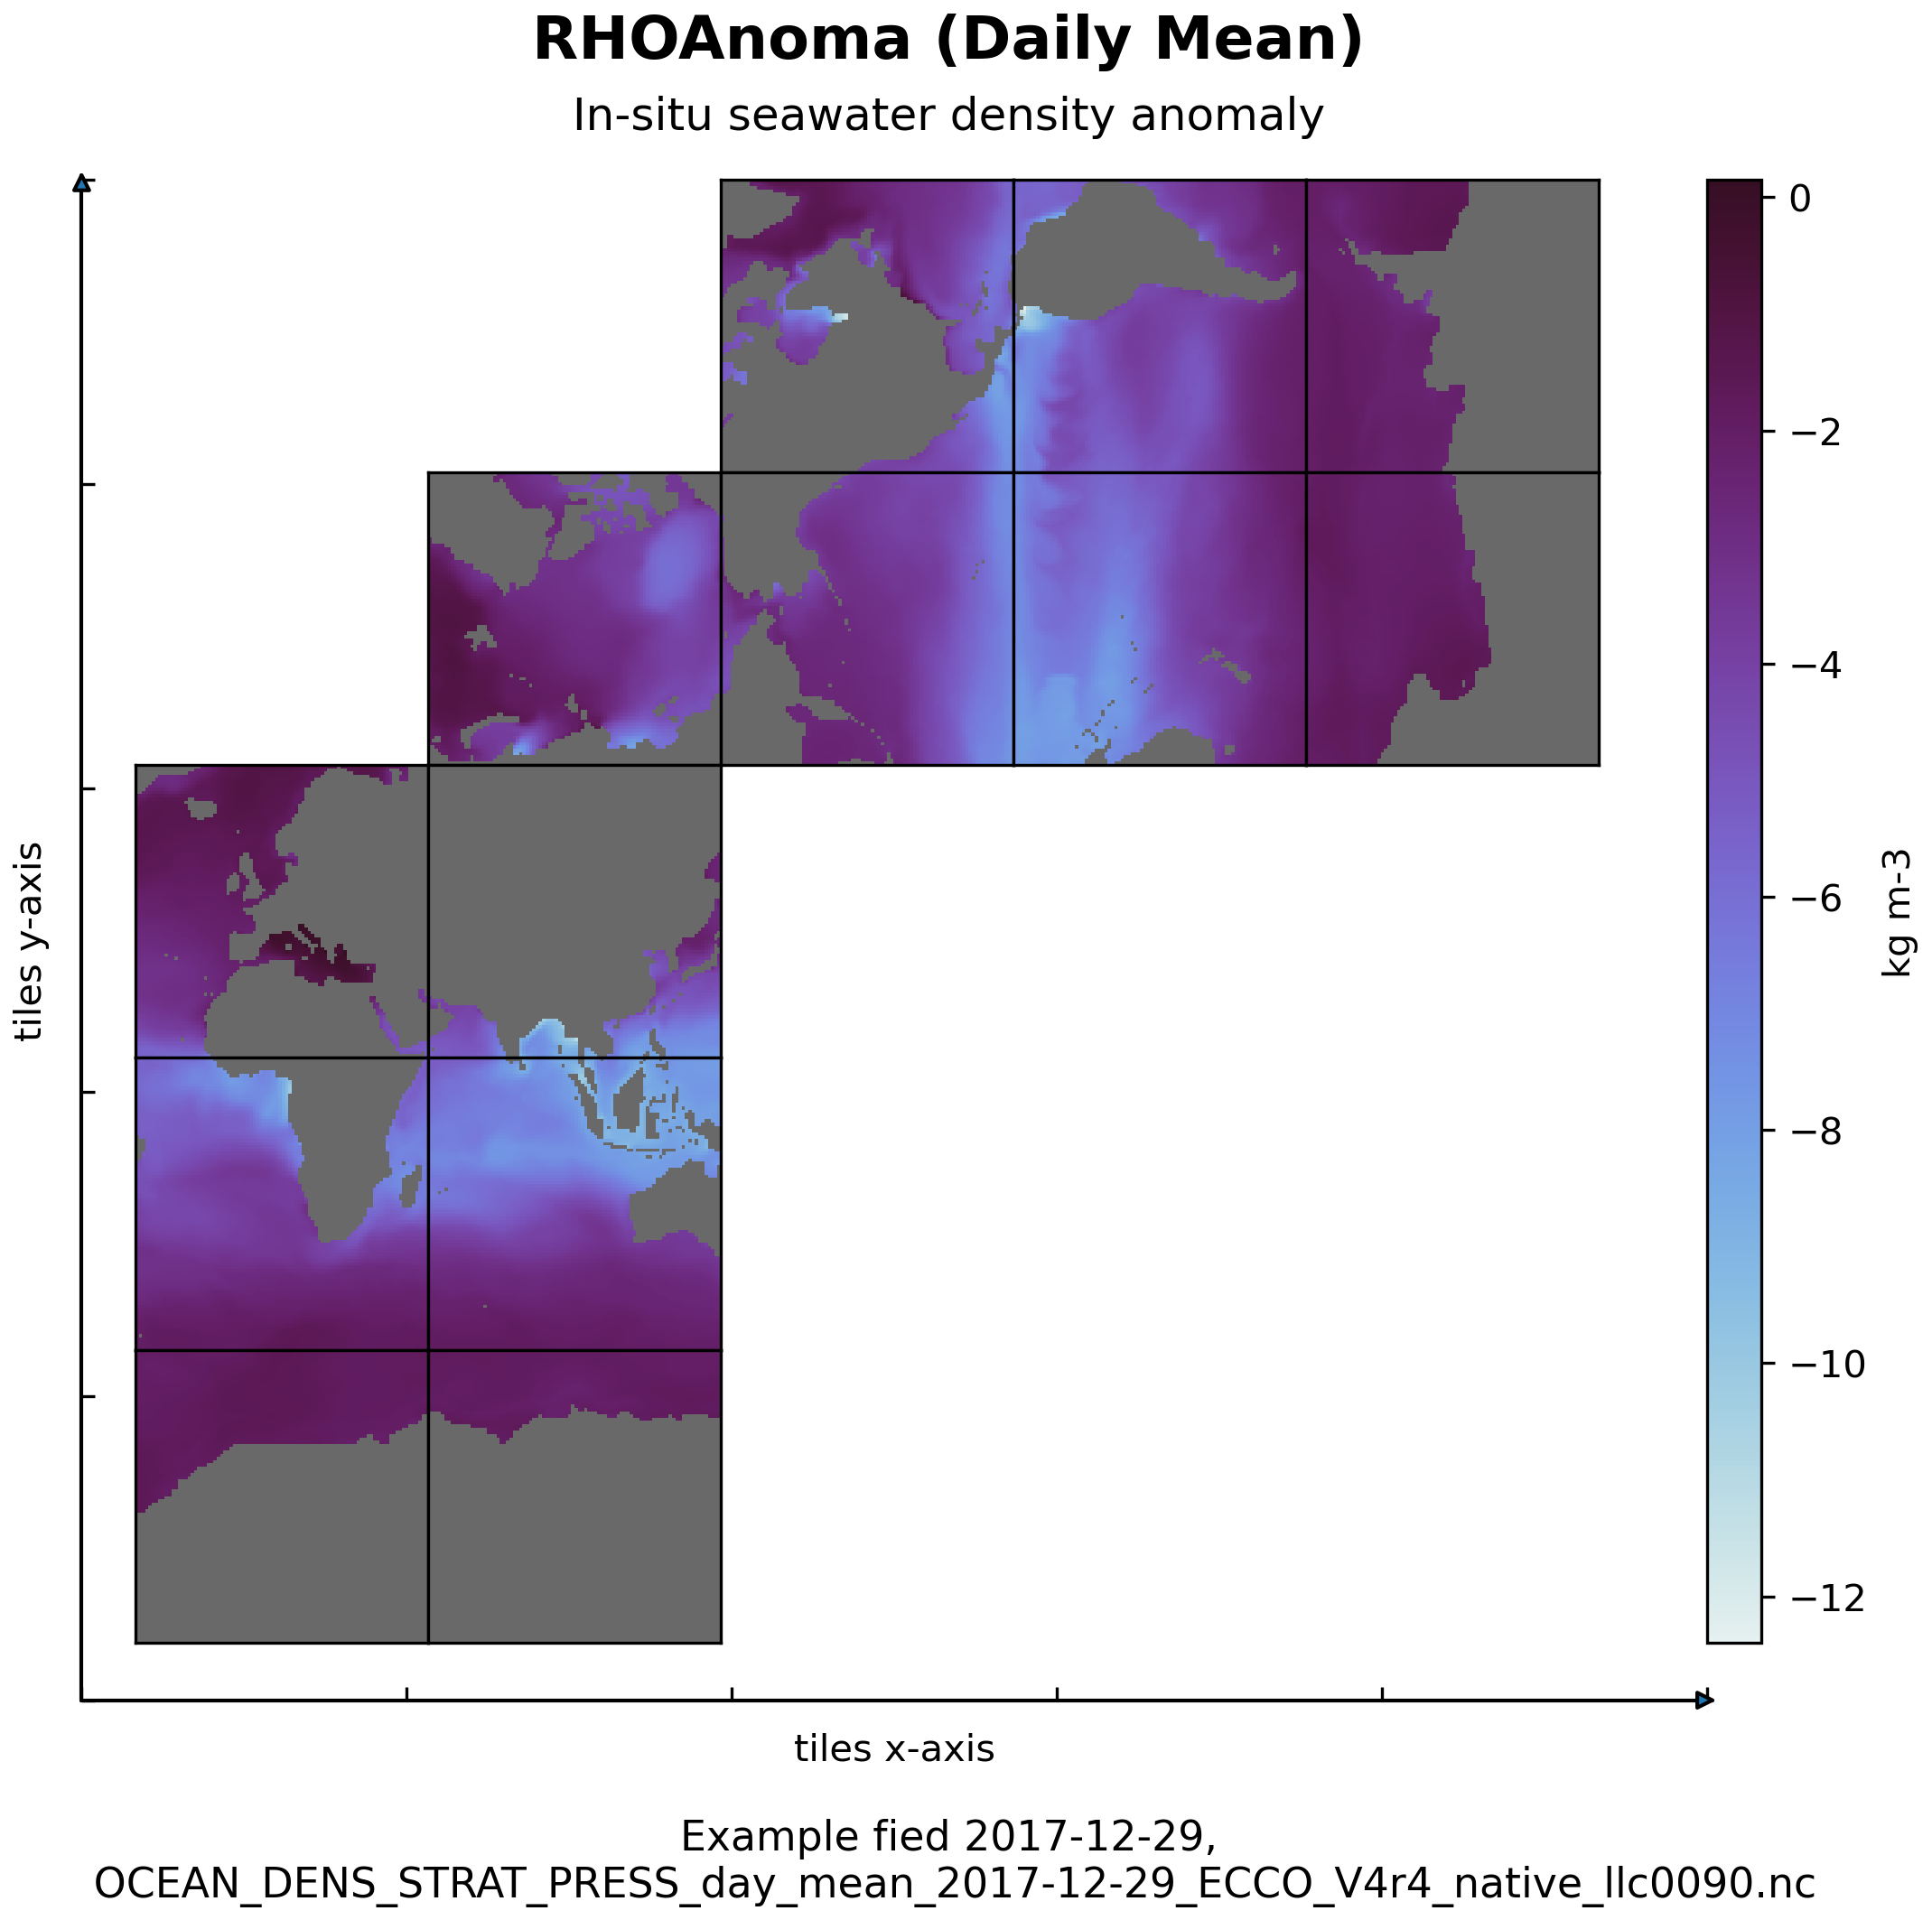 RHOAnoma (Daily Mean)
In-situ seawater density anomaly
tiles y-axis
0
−2
−4
−6
−8
−10
−12
kg m-3
tiles x-axis
Example fied 2017-12-29,
OCEAN_DENS_STRAT_PRESS_day_mean_2017-12-29_ECCO_V4r4_native_llc0090.nc